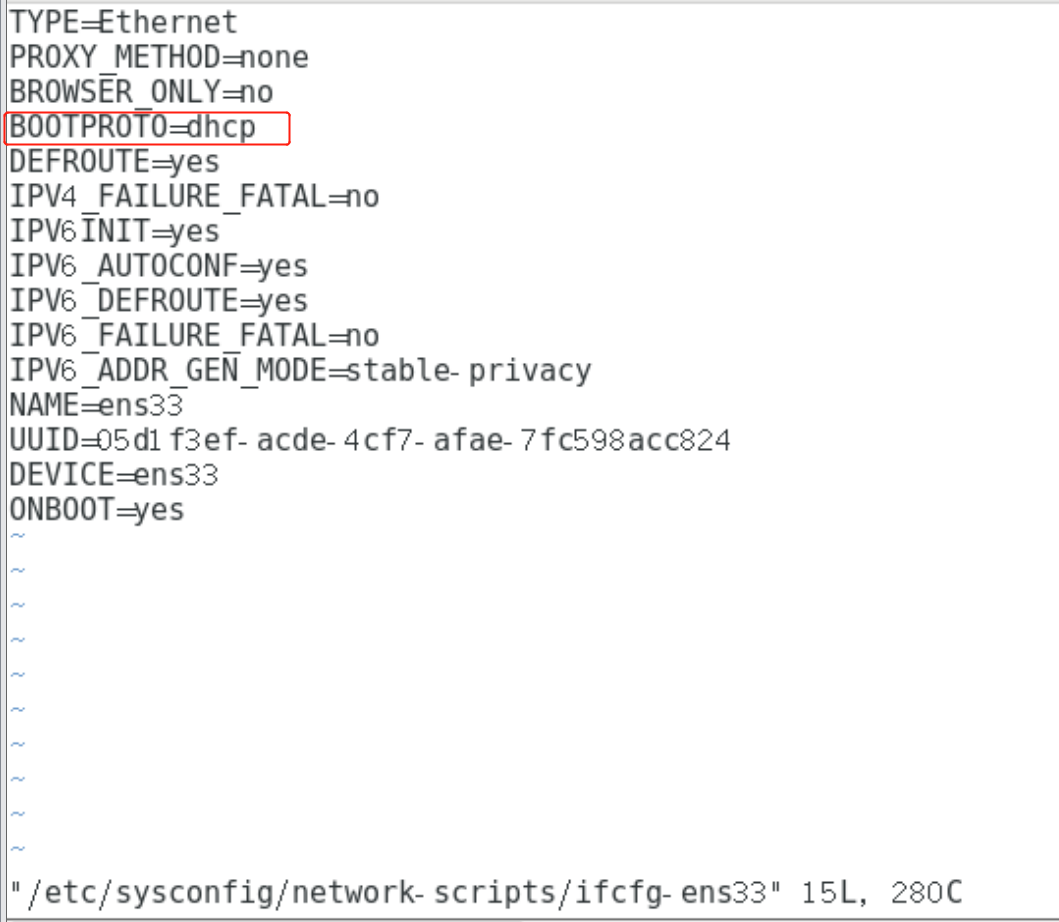 TYPE=Ethernet
PROXY_METHOD=none
BROWSER_ONLY=no
BOOTPROTO=dhcp
DEFROUTE=yes
IPV4_FAILURE_FATAL=no
IPV6INIT=yes
IPV6_AUTOCONF=yes
IPV6_DEFROUTE=yes
IPV6_FAILURE_FATAL=no
IPV6_ADDR_GEN_MODE=stable-privacy
NAME=ens33
UUID=05d1f3ef-acde-4cf7-afae-7fc598acc824
DEVICE=ens33
ONBOOT=yes
~
~
~
~
~
~
~
~
~
~
"/etc/sysconfig/network-scripts/ifcfg-ens33" 15L, 280C